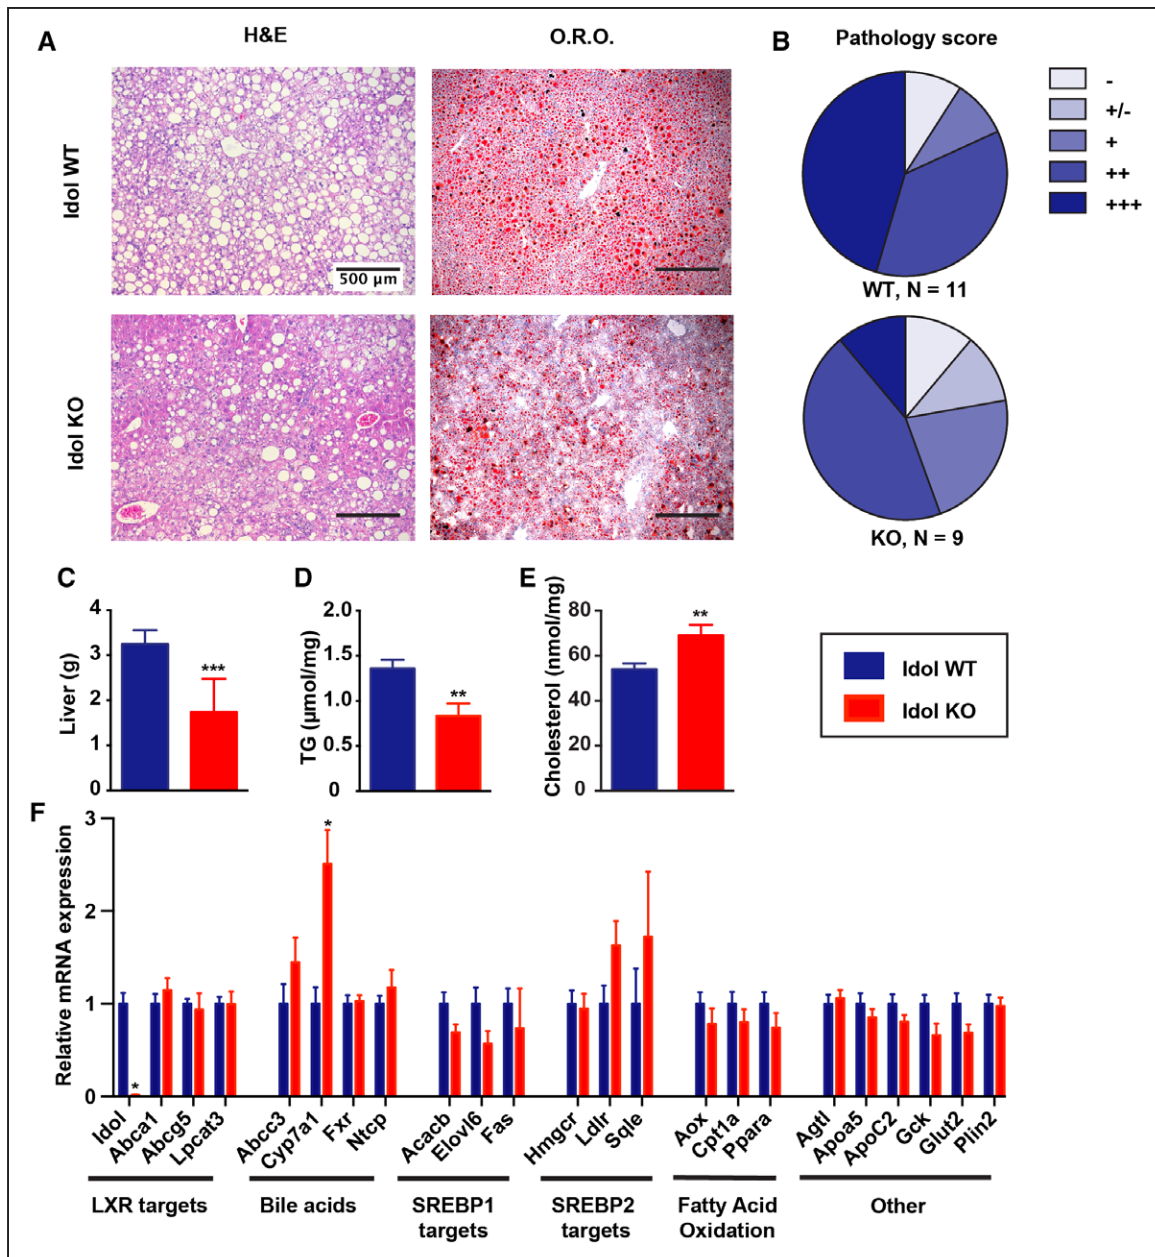 A
H&E
O.R.O.
B
Pathology score
Idol WT
500 µm
-
+/-
+
++
+++
WT, N = 11
Idol KO
KO, N = 9
C
D
E
Liver (g)
4
3
2
1
0
***
TG (µmol/mg)
2.0
1.5
1.0
0.5
0
**
Cholesterol (nmol/mg)
80
60
40
20
0
**
Idol WT
Idol KO
F
Relative mRNA expression
3
2
1
0
*
*
Idol
Abca1
Abcg5
Lpcat3
Abcc3
Cyp7a1
Fxr
Ntcp
Acacb
Elovl6
Fas
Hmgcr
Ldlr
Sqle
Aox
Cpt1a
Ppara
Agtl
Apoa5
ApoC2
Gck
Glut2
Plin2
LXR targets
Bile acids
SREBP1
targets
SREBP2
targets
Fatty Acid
Oxidation
Other